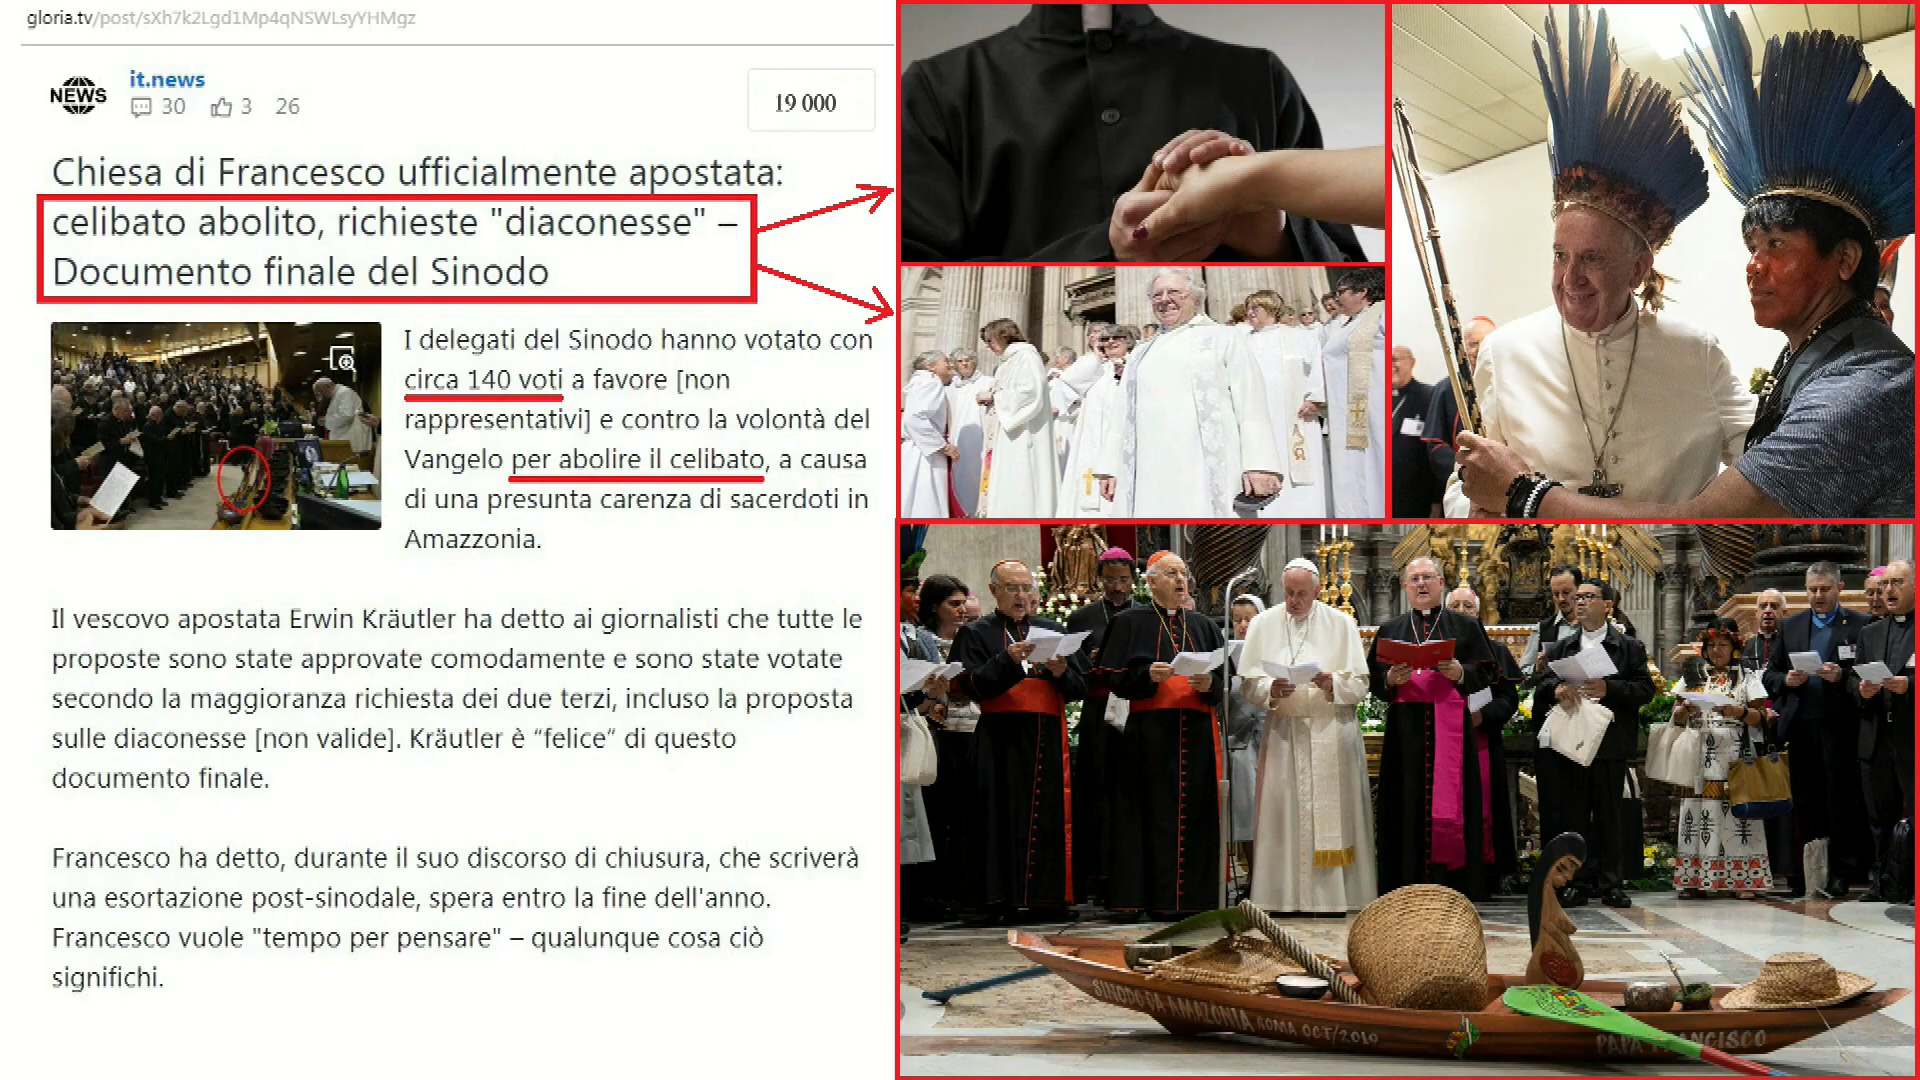 gloria.tv/post/sXh7k2Lgd1Mp4qNSWLsyYHMgz
NEWS
it.news
30 3 26
19 000
Chiesa di Francesco ufficialmente apostata:
celibato abolito, richieste "diaconesse" –
Documento finale del Sinodo
I delegati del Sinodo hanno votato con
circa 140 voti a favore [non
rappresentativi] e contro la volontà del
Vangelo per abolire il celibato, a causa
di una presunta carenza di sacerdoti in
Amazzonia.
Il vescovo apostata Erwin Kräutler ha detto ai giornalisti che tutte le
proposte sono state approvate comodamente e sono state votate
secondo la maggioranza richiesta dei due terzi, incluso la proposta
sulle diaconesse [non valide]. Kräutler è “felice” di questo
documento finale.
Francesco ha detto, durante il suo discorso di chiusura, che scriverà
una esortazione post-sinodale, spera entro la fine dell'anno.
Francesco vuole "tempo per pensare" – qualunque cosa ciò
significhi.
SINODO DA AMAZONIA ROMA OCT/2019
PAPA FRANCISCO